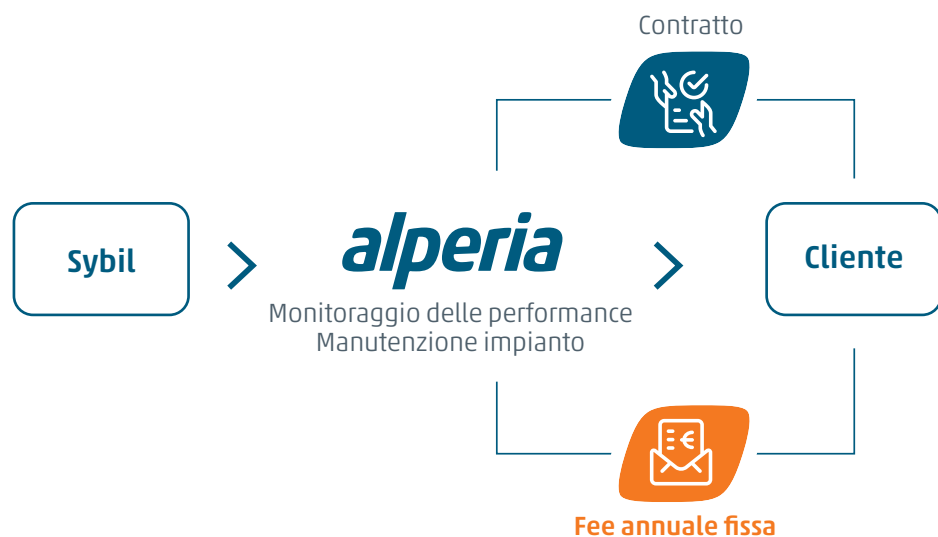 Contratto
Sybil
alperia
Cliente
Monitoraggio delle performance
Manutenzione impianto
€
Fee annuale fissa